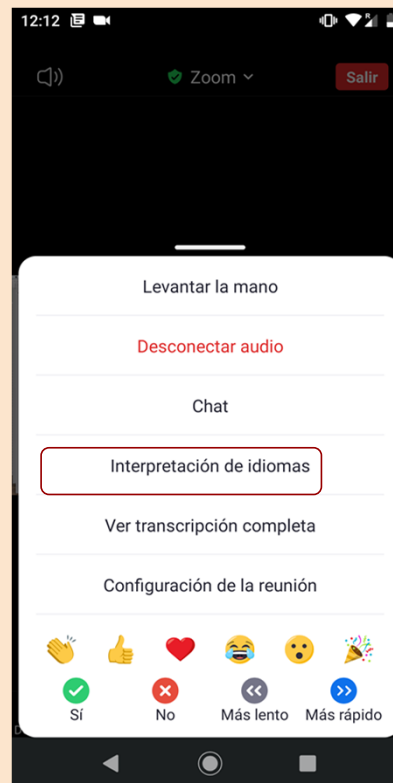 12:12
R
Zoom
Salir
Levantar la mano
Desconectar audio
Chat
Interpretación de idiomas
Ver transcripción completa
Configuración de la reunión
Sí No Más lento Más rápido
D